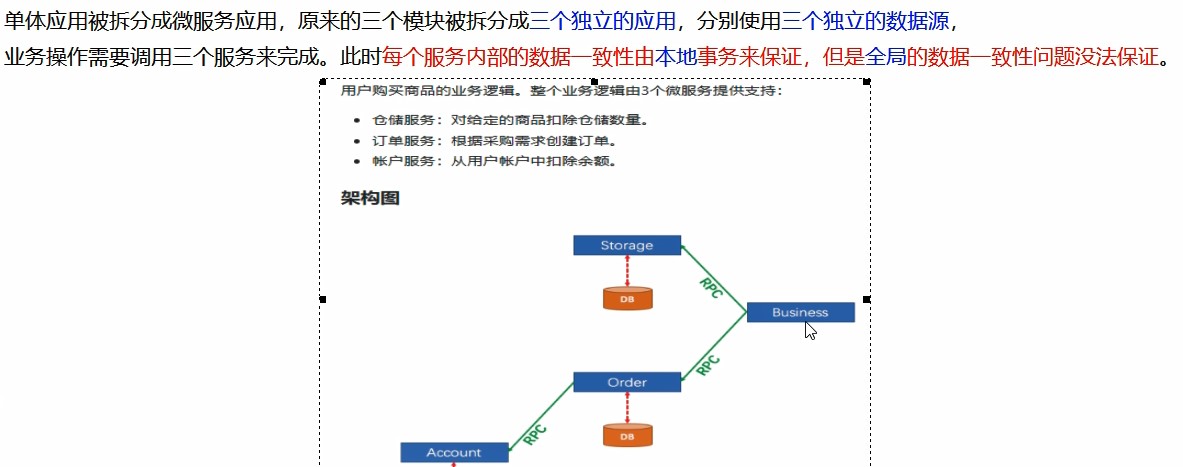 单体应用被拆分成微服务应用，原来的三个模块被拆分成三个独立的应用，分别使用三个独立的数据源，
业务操作需要调用三个服务来完成。此时每个服务内部的数据一致性由本地事务来保证，但是全局的数据一致性问题没法保证。
用户购买商品的业务逻辑。整个业务逻辑由3个微服务提供支持：
• 仓储服务：对给定的商品扣除仓储数量。
• 订单服务：根据采购需求创建订单。
• 帐户服务：从用户帐户中扣除余额。
架构图
Storage
RPC
DB
Business
RPC
Order
RPC
DB
Account